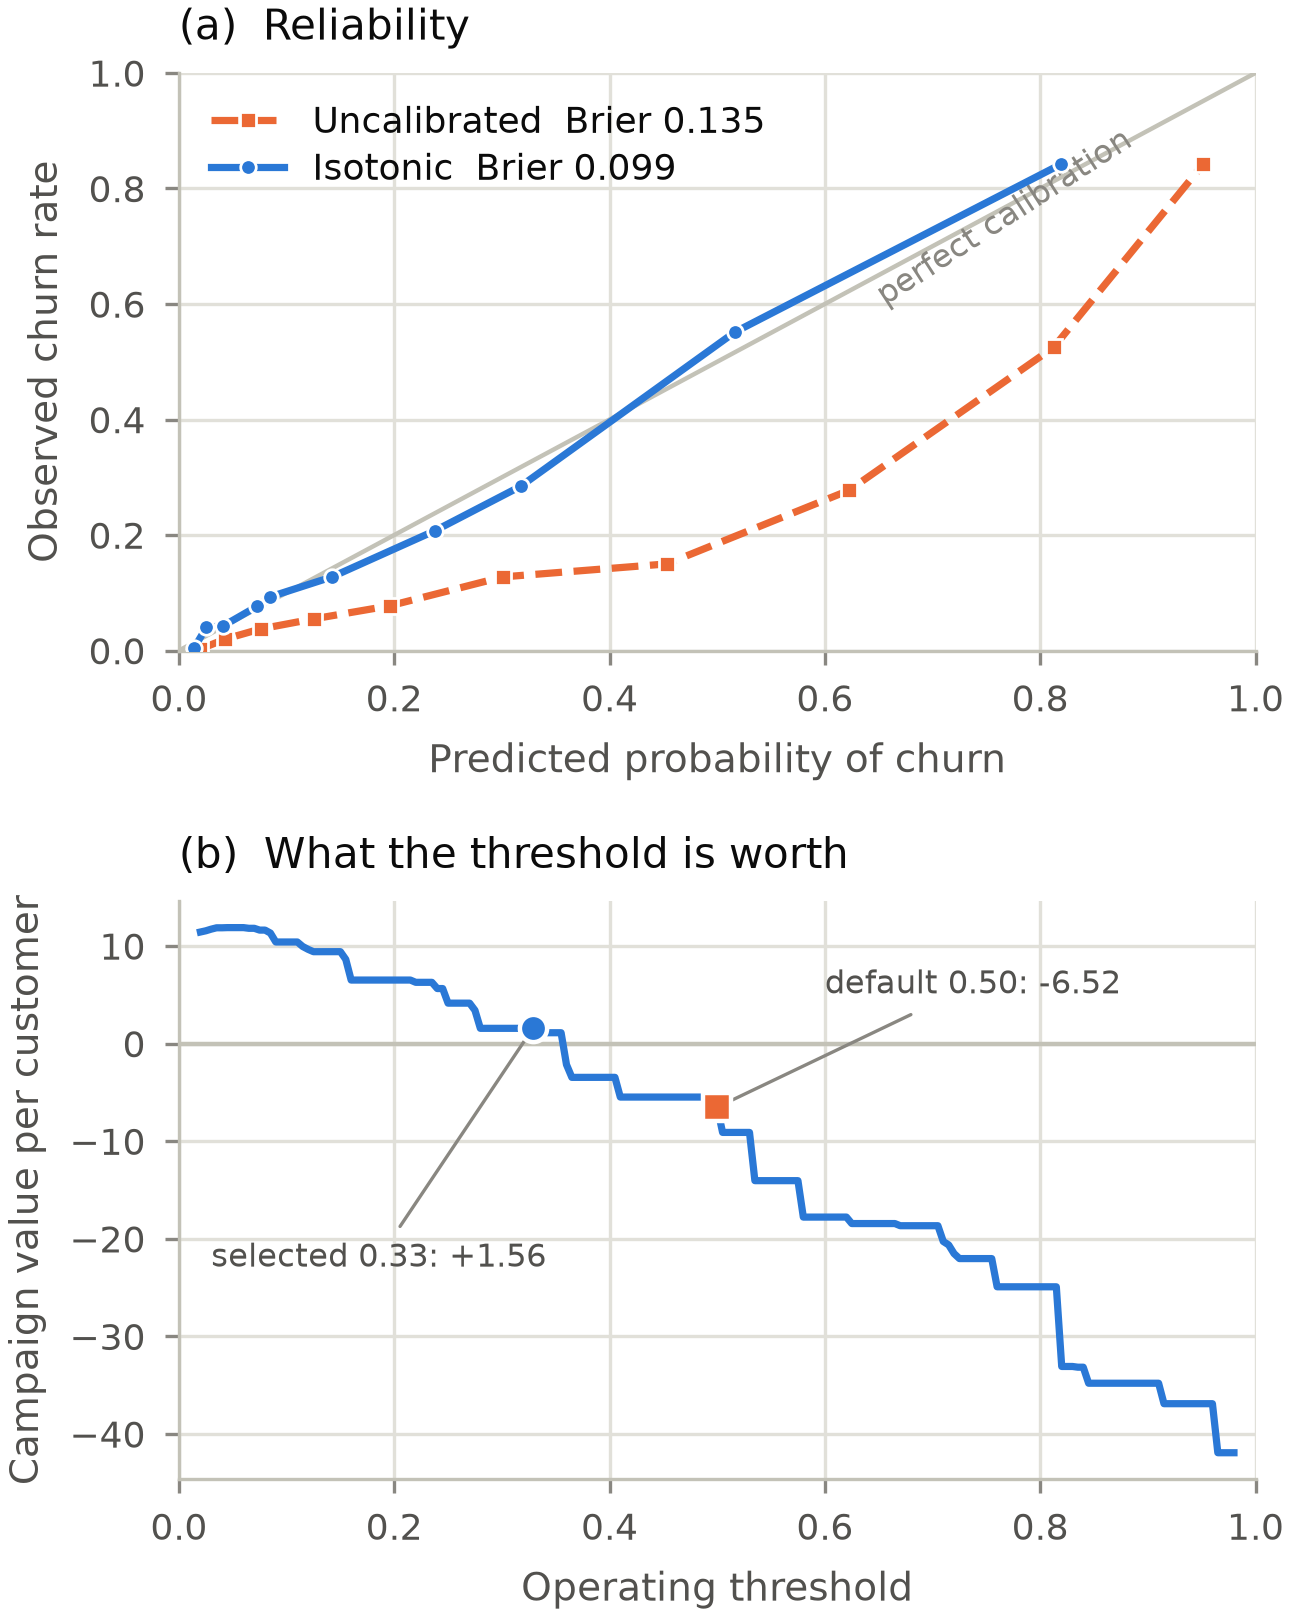 (a)  Reliability
1.0
0.8
0.6
0.4
0.2
0.0
Observed churn rate
Uncalibrated  Brier 0.135
Isotonic  Brier 0.099
perfect calibration
0.0 0.2 0.4 0.6 0.8 1.0
Predicted probability of churn
(b)  What the threshold is worth
10
0
−10
−20
−30
−40
Campaign value per customer
default 0.50: -6.52
selected 0.33: +1.56
0.0 0.2 0.4 0.6 0.8 1.0
Operating threshold